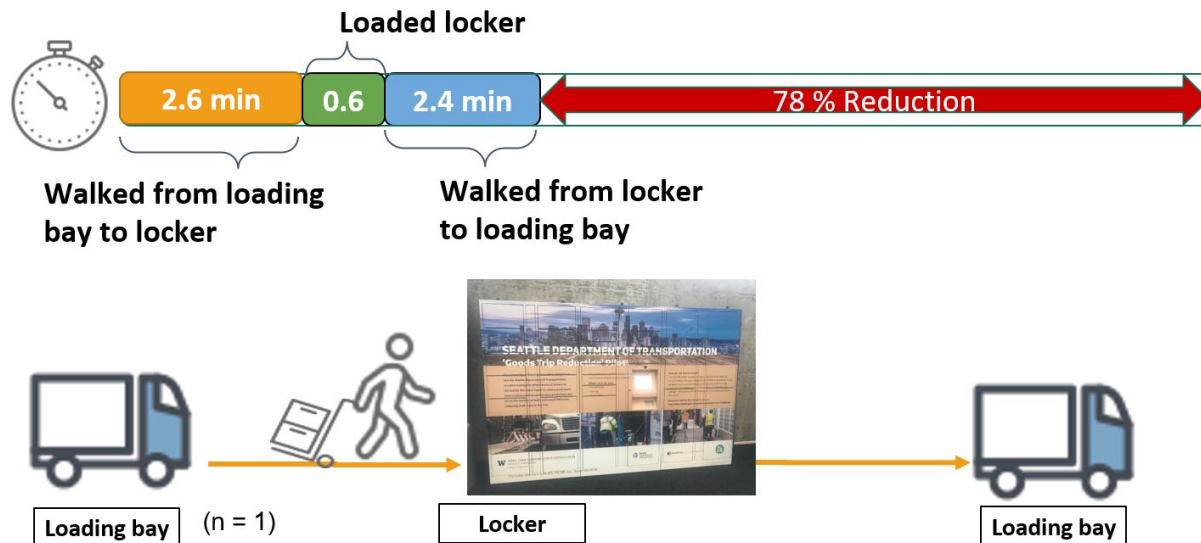 Loaded locker
2.6 min
0.6
2.4 min
78 % Reduction
Walked from loading
bay to locker
Walked from locker
to loading bay
SEATTLE DEPARTMENT OF TRANSPORTATION
'Goods Trip Reduction' Pilot
W
Loading bay
(n = 1)
Locker
Loading bay